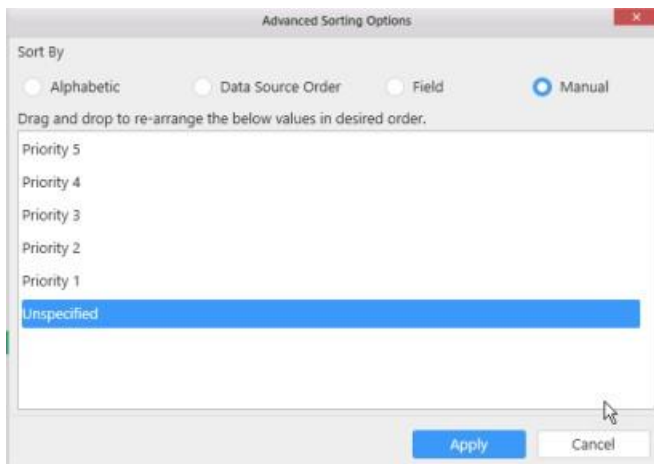 Advanced Sorting Options
Sort By
Alphabetic Data Source Order Field Manual
Drag and drop to re-arrange the below values in desired order.
Priority 5
Priority 4
Priority 3
Priority 2
Priority 1
Unspecified
Apply Cancel